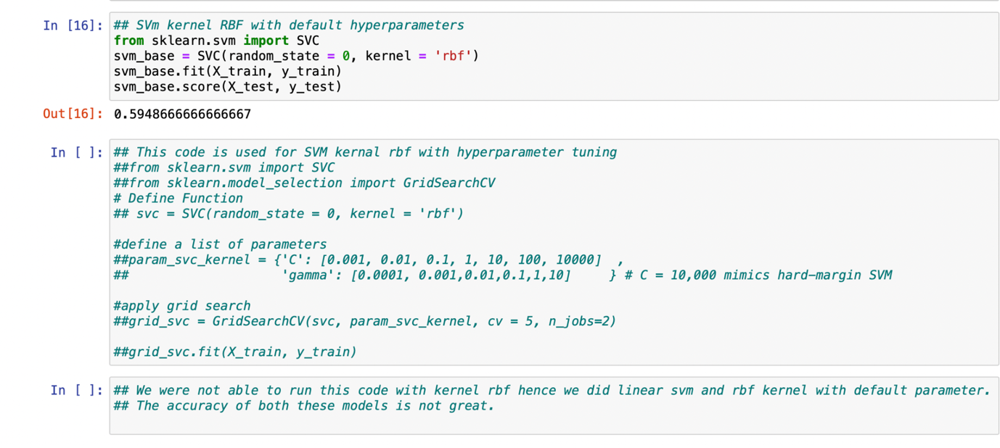 In [16]: ## SVm kernel RBF with default hyperparameters
from sklearn.svm import SVC
svm_base = SVC(random_state = 0, kernel = 'rbf')
svm_base.fit(X_train, y_train)
svm_base.score(X_test, y_test)
Out[16]: 0.5948666666666667
In [ ]: ## This code is used for SVM kernal rbf with hyperparameter tuning
##from sklearn.svm import SVC
##from sklearn.model_selection import GridSearchCV
# Define Function
## svc = SVC(random_state = 0, kernel = 'rbf')
#define a list of parameters
##param_svc_kernel = {'C': [0.001, 0.01, 0.1, 1, 10, 100, 10000]  ,
##                    'gamma': [0.0001, 0.001,0.01,0.1,1,10]     } # C = 10,000 mimics hard-margin SVM
#apply grid search
##grid_svc = GridSearchCV(svc, param_svc_kernel, cv = 5, n_jobs=2)
##grid_svc.fit(X_train, y_train)
In [ ]: ## We were not able to run this code with kernel rbf hence we did linear svm and rbf kernel with default parameter.
## The accuracy of both these models is not great.